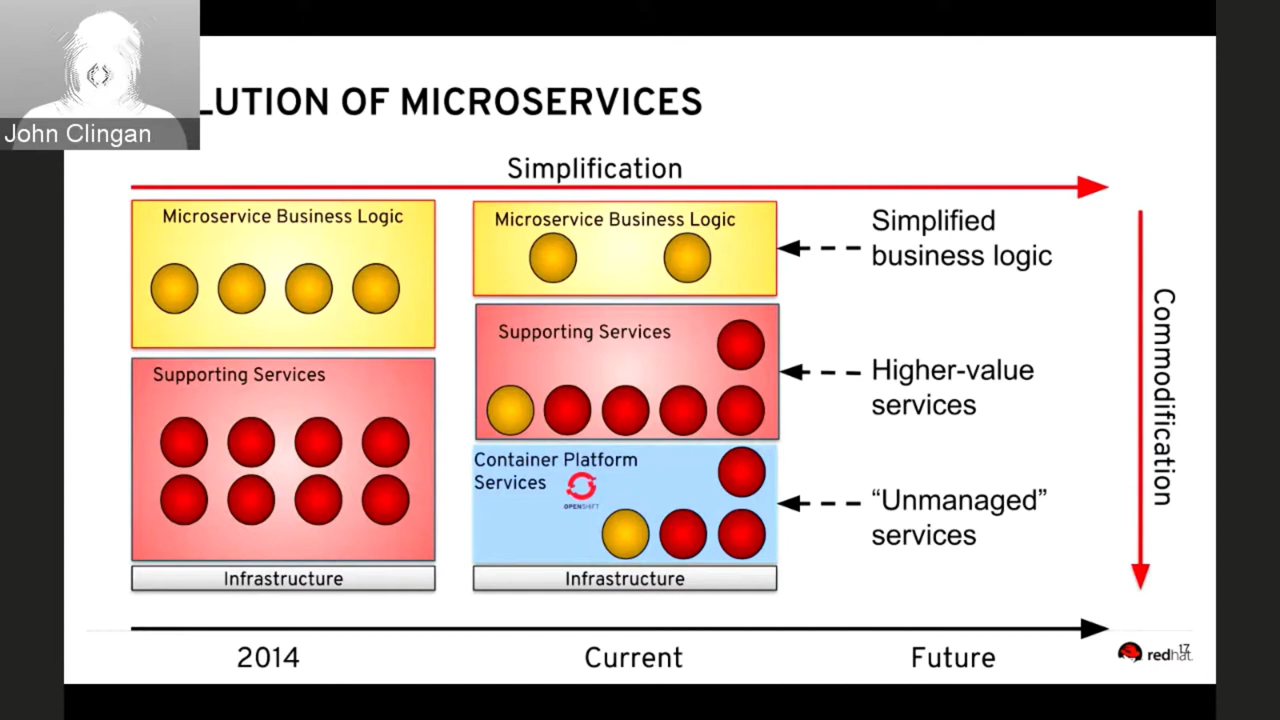 John Clingan
LUTION OF MICROSERVICES
Simplification
Microservice Business Logic
Supporting Services
Infrastructure
Microservice Business Logic
Supporting Services
Container Platform
Services
OPENSHIFT
Infrastructure
Simplified
business logic
Higher-value
services
“Unmanaged”
services
Commodification
2014
Current
Future
redhat.
17